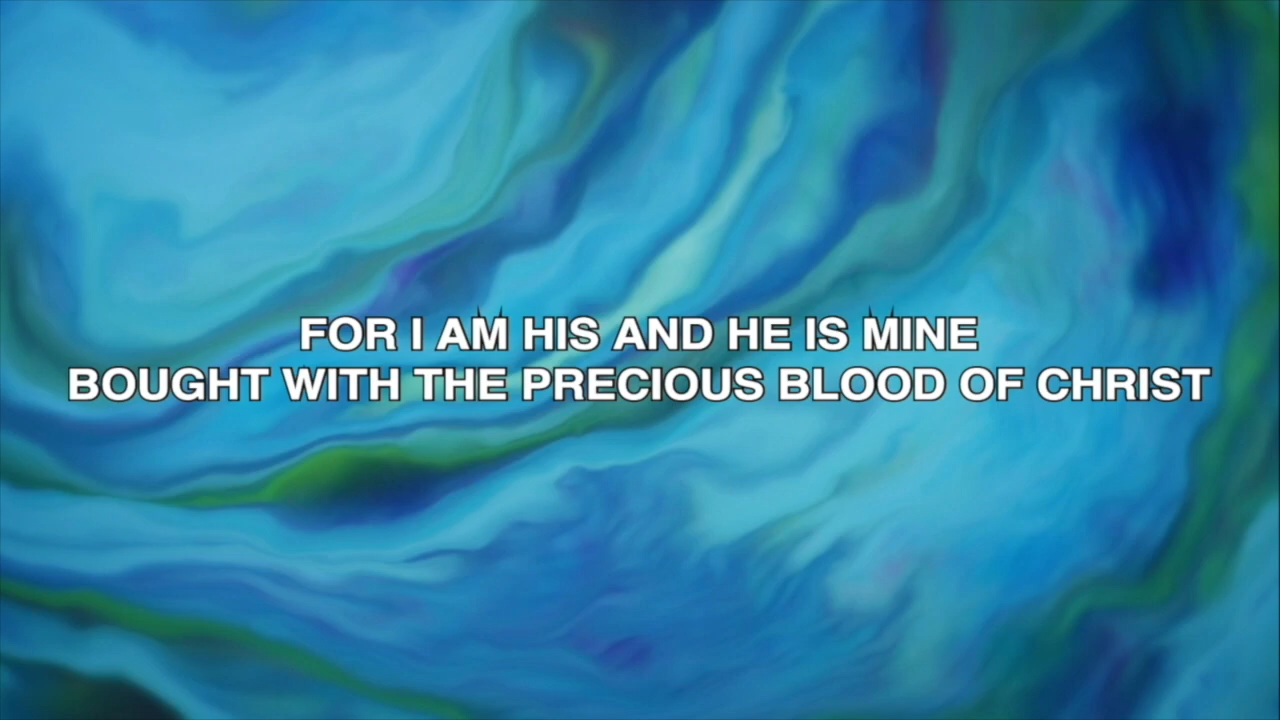 FOR I AM HIS AND HE IS MINE
BOUGHT WITH THE PRECIOUS BLOOD OF CHRIST